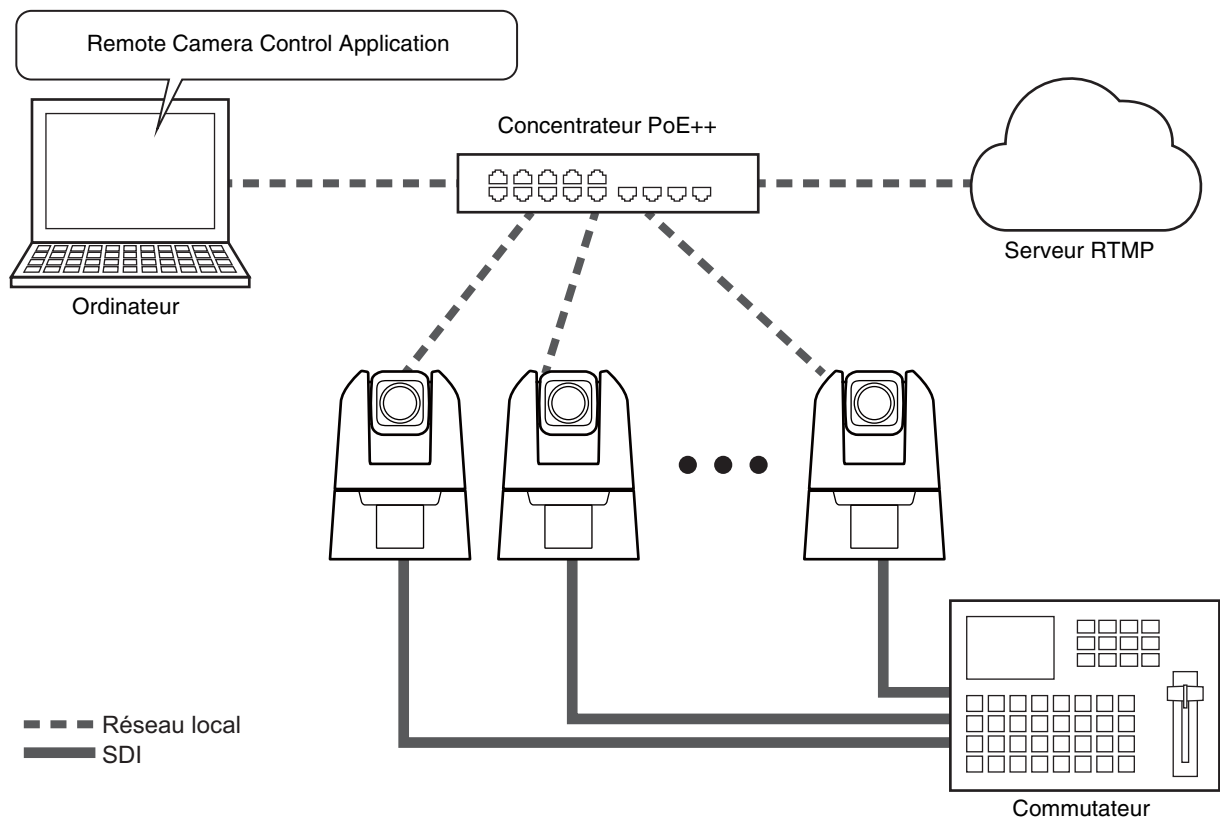 Remote Camera Control Application
Concentrateur PoE++
Serveur RTMP
Ordinateur
Réseau local
SDI
Commutateur